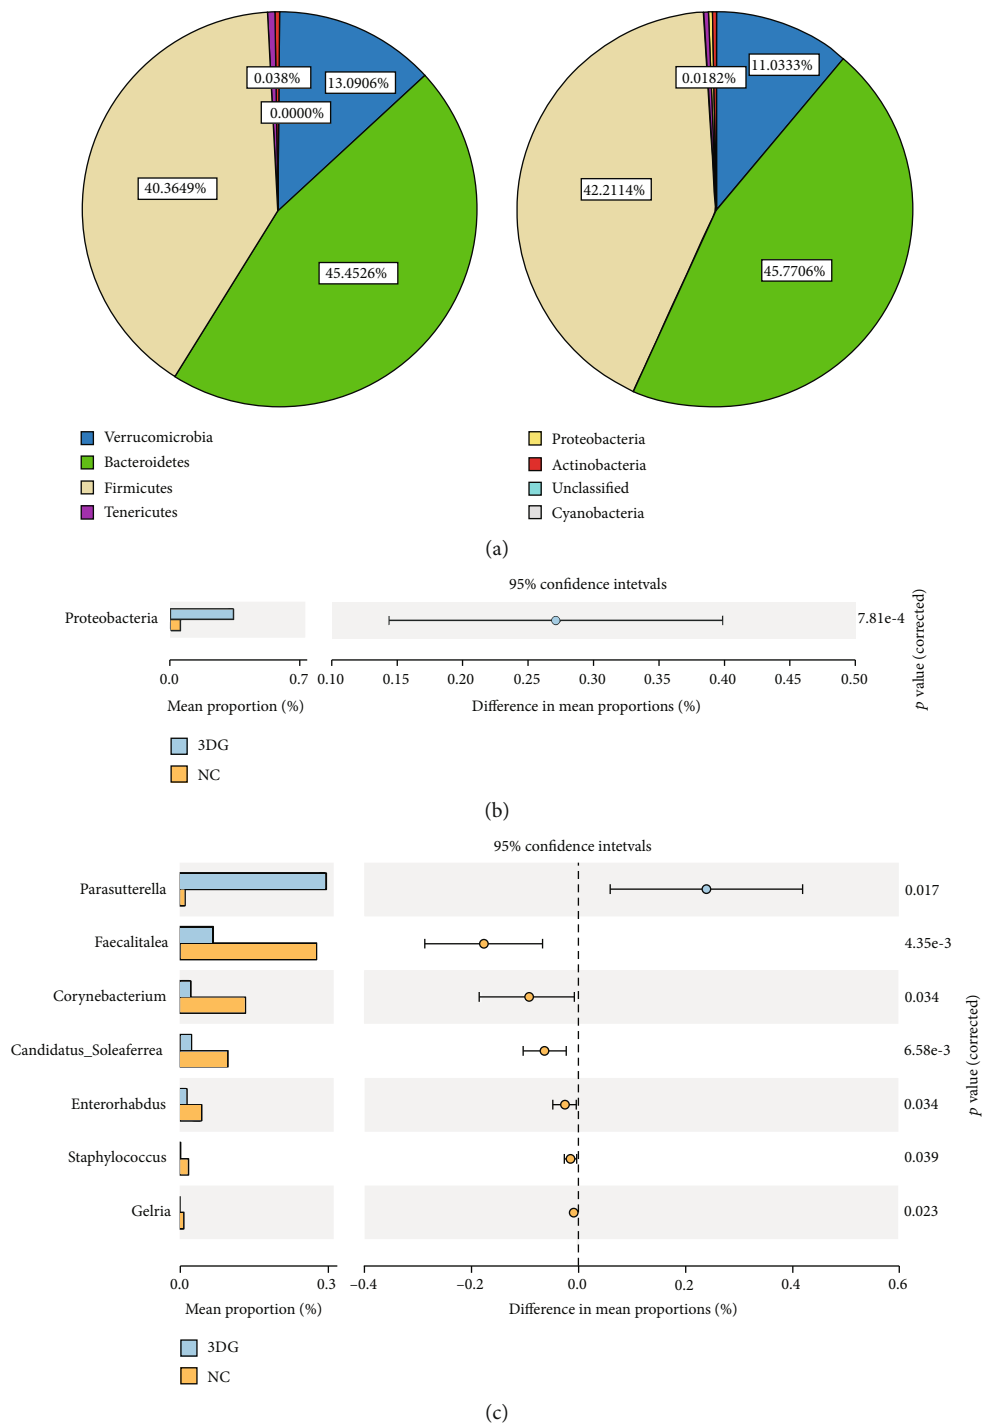 0.038%
13.0906%
0.0000%
40.3649%
45.4526%
11.0333%
0.0182%
42.2114%
45.7706%
Verrucomicrobia
Bacteroidetes
Firmicutes
Tenericutes
Proteobacteria
Actinobacteria
Unclassified
Cyanobacteria
(a)
95% confidence intetvals
Proteobacteria
7.81e-4
p value (corrected)
0.0 0.7
Mean proportion (%)
0.10 0.15 0.20 0.25 0.30 0.35 0.40 0.45 0.50
Difference in mean proportions (%)
3DG
NC
(b)
95% confidence intetvals
Parasutterella 0.017
Faecalitalea 4.35e-3
Corynebacterium 0.034
Candidatus_Soleaferrea 6.58e-3
Enterorhabdus 0.034
Staphylococcus 0.039
Gelria 0.023
p value (corrected)
0.0 0.3
Mean proportion (%)
−0.4 −0.2 0.0 0.2 0.4 0.6
Difference in mean proportions (%)
3DG
NC
(c)